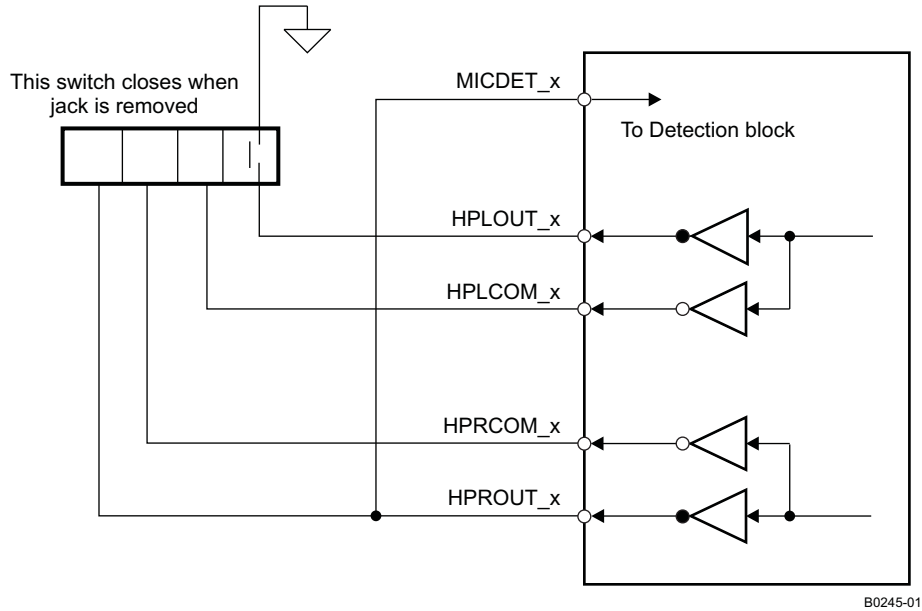 This switch closes when
jack is removed
MICDET_x
To Detection block
HPLOUT_x
HPLCOM_x
HPRCOM_x
HPROUT_x
B0245-01